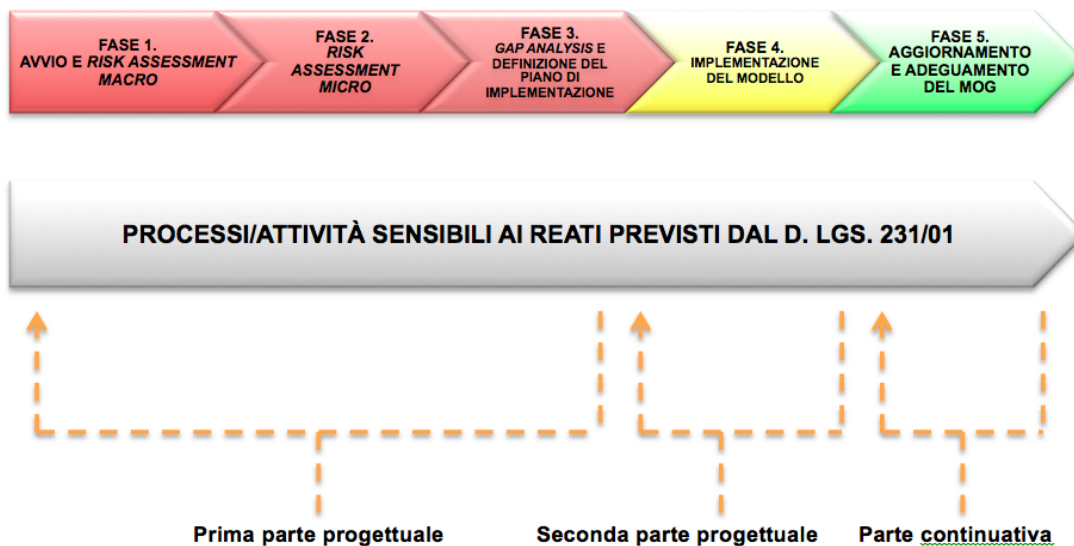 FASE 1.
AVVIO E RISK ASSESSMENT
MACRO
FASE 2.
RISK
ASSESSMENT
MICRO
FASE 3.
GAP ANALYSIS E
DEFINIZIONE DEL
PIANO DI
IMPLEMENTAZIONE
FASE 4.
IMPLEMENTAZIONE
DEL MODELLO
FASE 5.
AGGIORNAMENTO
E ADEGUAMENTO
DEL MOG
PROCESSI/ATTIVITÀ SENSIBILI AI REATI PREVISTI DAL D. LGS. 231/01
Prima parte progettuale
Seconda parte progettuale
Parte continuativa